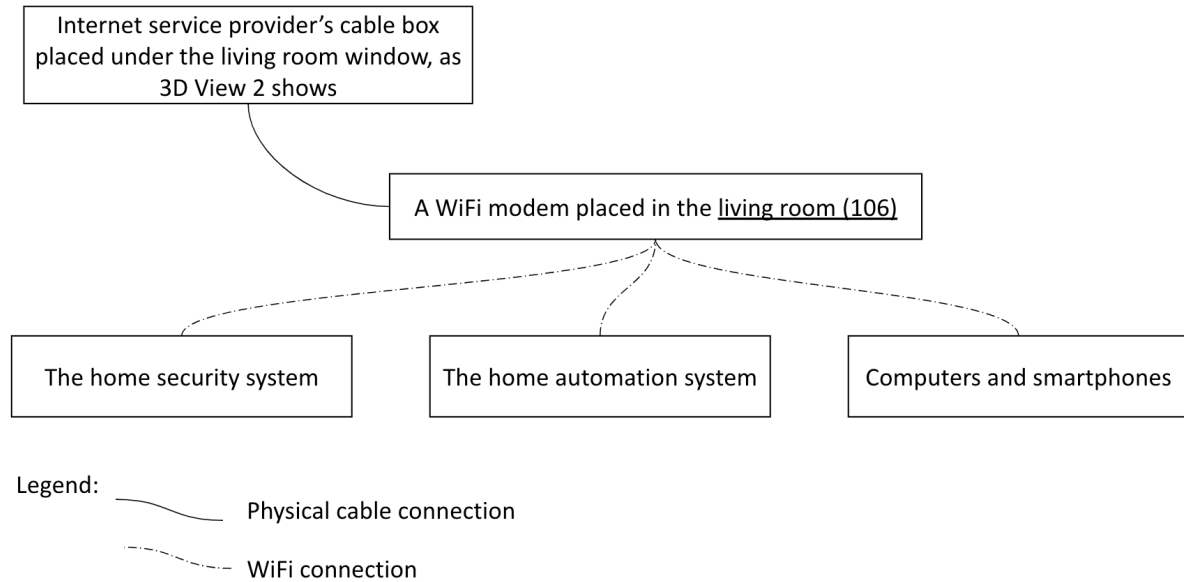 Internet service provider’s cable box
placed under the living room window, as
3D View 2 shows
A WiFi modem placed in the living room (106)
The home security system
The home automation system
Computers and smartphones
Legend:
Physical cable connection
WiFi connection